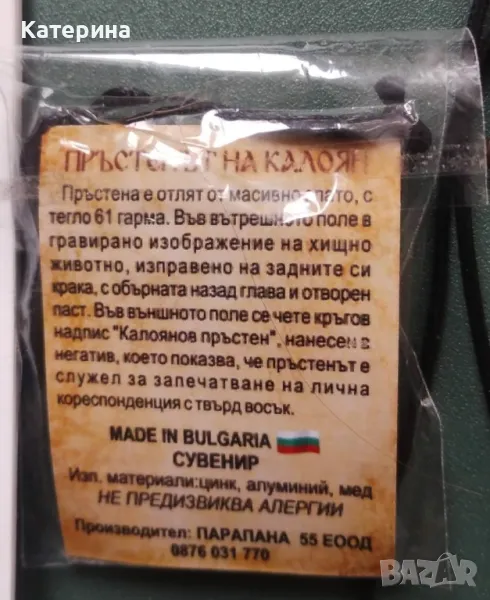 Катерина
ПРЪСТЕНЪТ НА КАЛОЯН
Пръстена е отлят от масивно злато, с
тегло 61 гарма. Във вътрешното поле е
гравирано изображение на хищно
животно, изправено на задните си
крака, с обърната назад глава и отворен
паст. Във външното поле се чете кръгов
надпис "Калоянов пръстен", нанесен в
негатив, което показва, че пръстенът е
служел за запечатване на лична
кореспонденция с твърд восък.
MADE IN BULGARIA
СУВЕНИР
Изп. материали:цинк, алуминий, мед
НЕ ПРЕДИЗВИКВА АЛЕРГИИ
Производител: ПАРАПАНА 55 ЕООД
0876 031 770
BAZAR